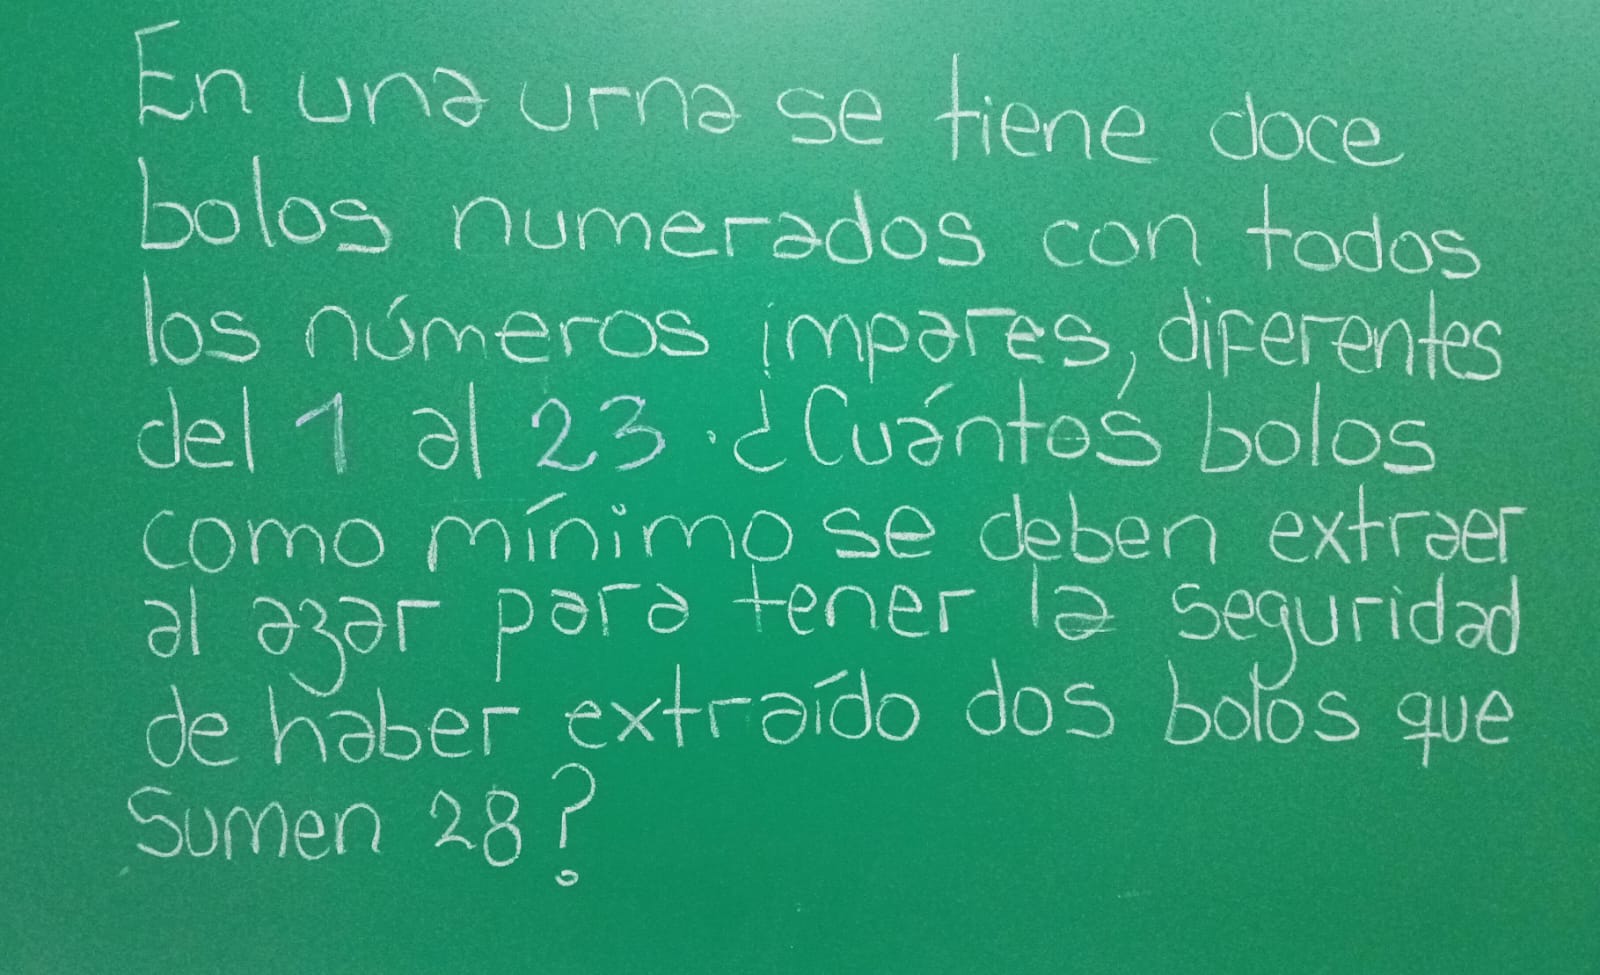 En una urna se tiene doce
bolos numerados con todos
los números impares, diferentes
del 1 al 23. ¿Cuántos bolos
como mínimo se deben extraer
al azar para tener la seguridad
de haber extraído dos bolos que
sumen 28?